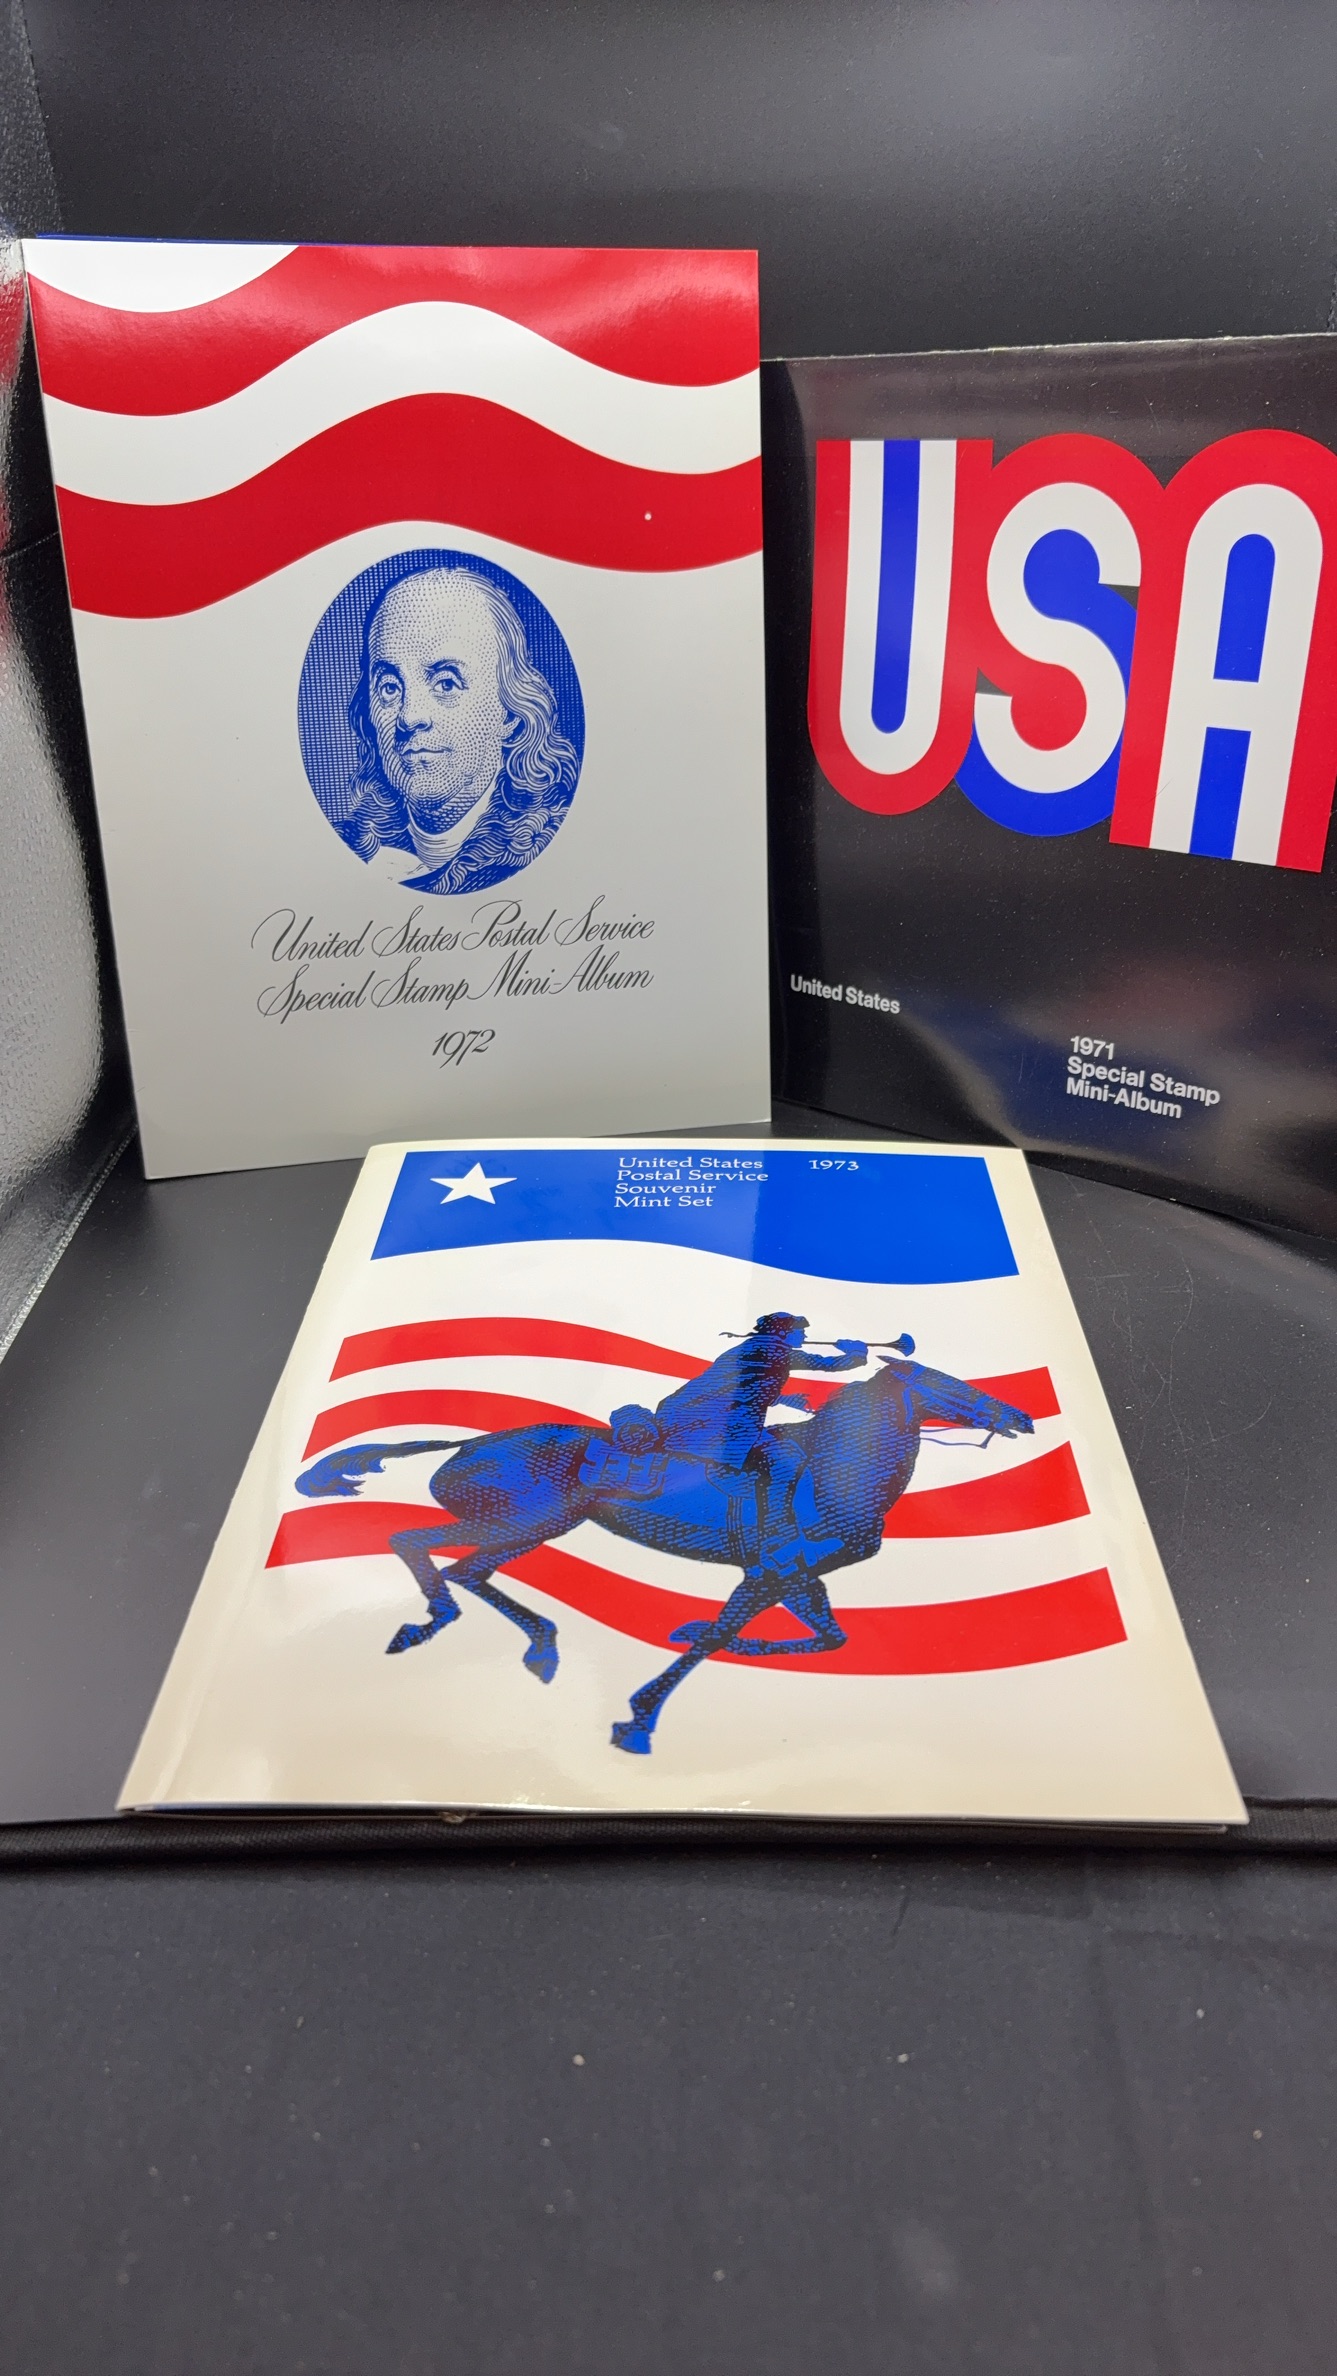 United States Postal Service
Special Stamp Mini-Album
1972
USA
United States
1971
Special Stamp
Mini-Album
United States
Postal Service
Souvenir
Mint Set
1973